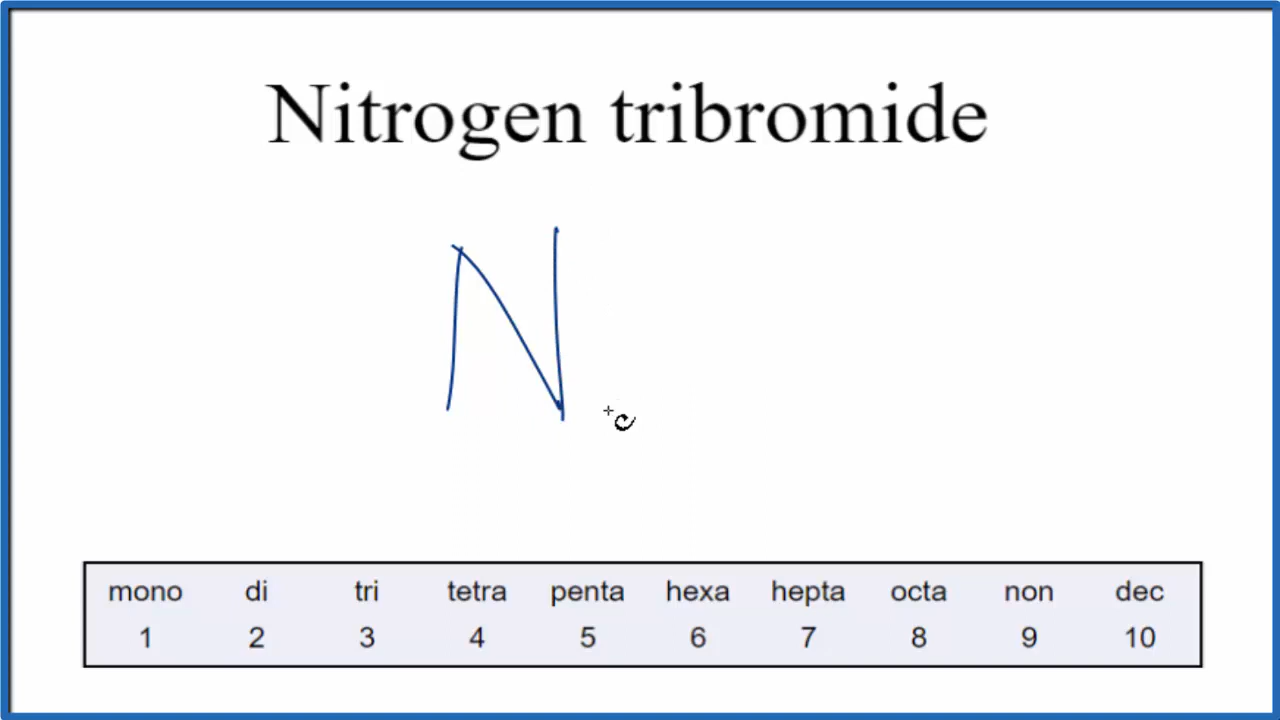 Nitrogen tribromide
N
mono di tri tetra penta hexa hepta octa non dec
1 2 3 4 5 6 7 8 9 10